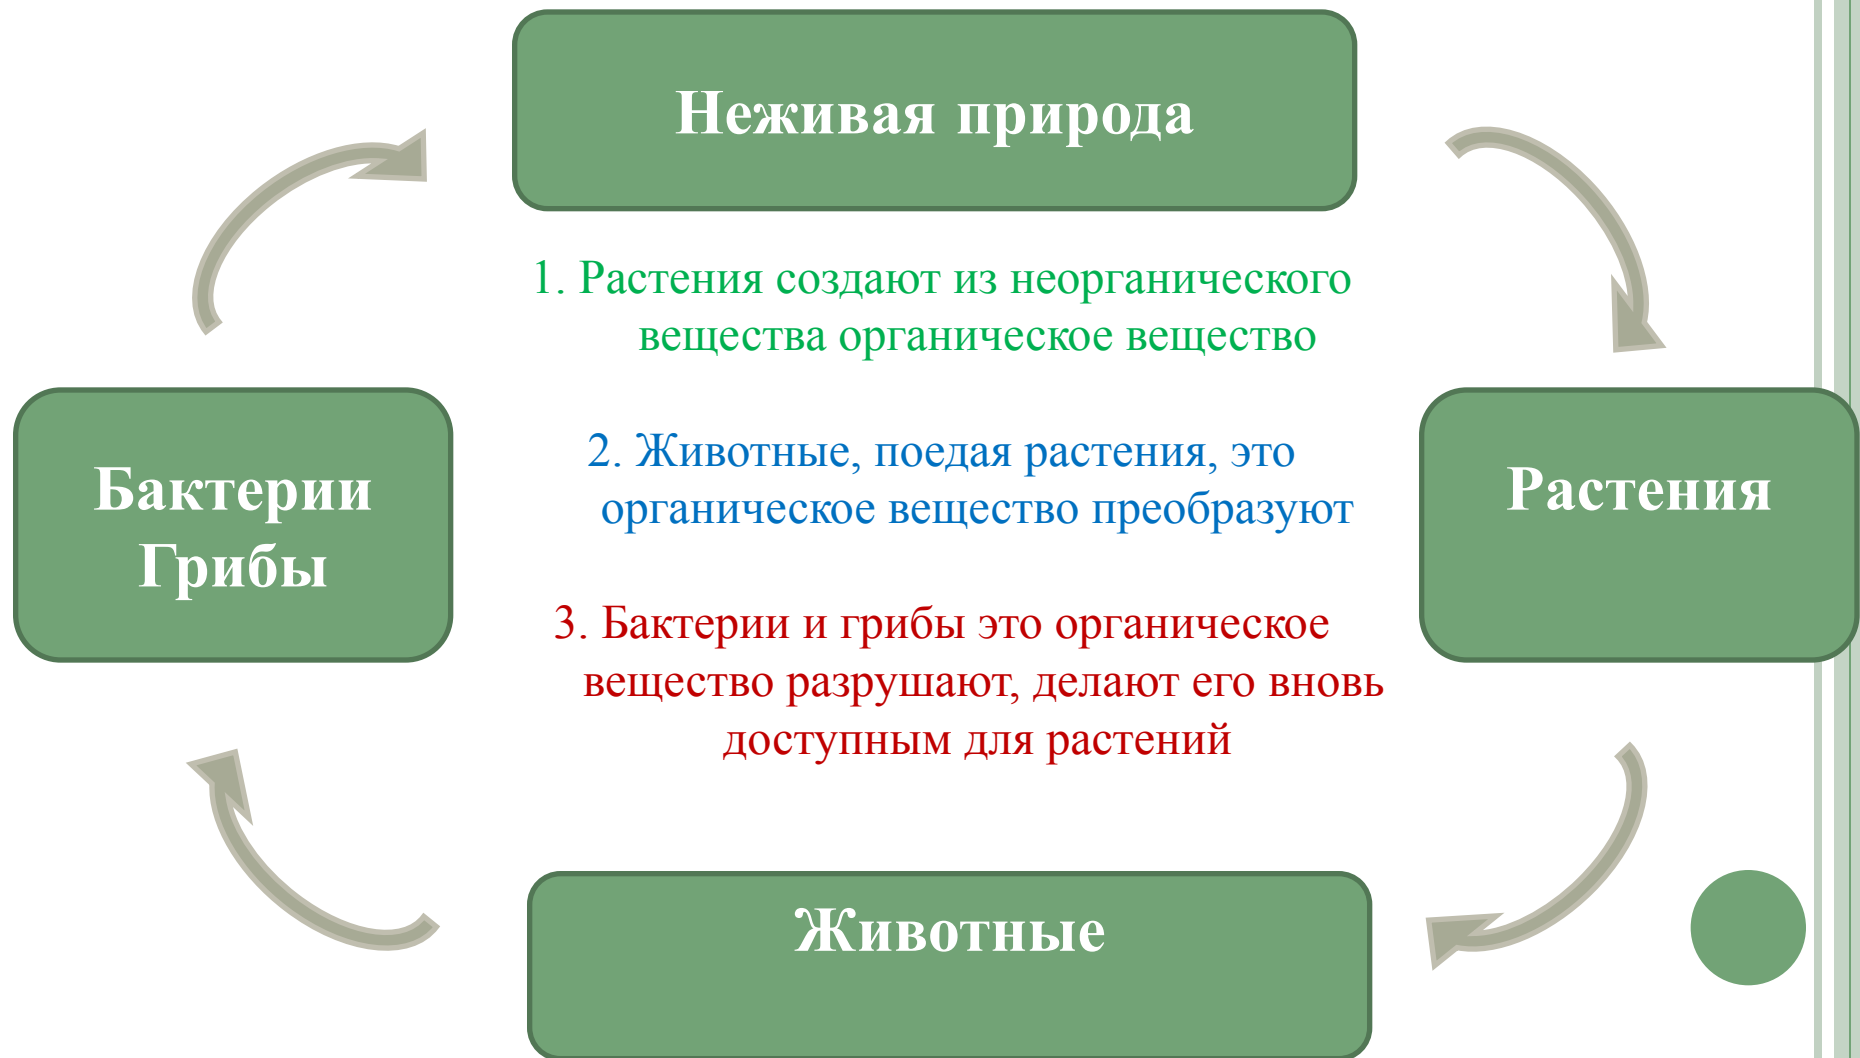 Неживая природа
1. Растения создают из неорганического
вещества органическое вещество
2. Животные, поедая растения, это
органическое вещество преобразуют
3. Бактерии и грибы это органическое
вещество разрушают, делают его вновь
доступным для растений
Бактерии
Грибы
Растения
Животные